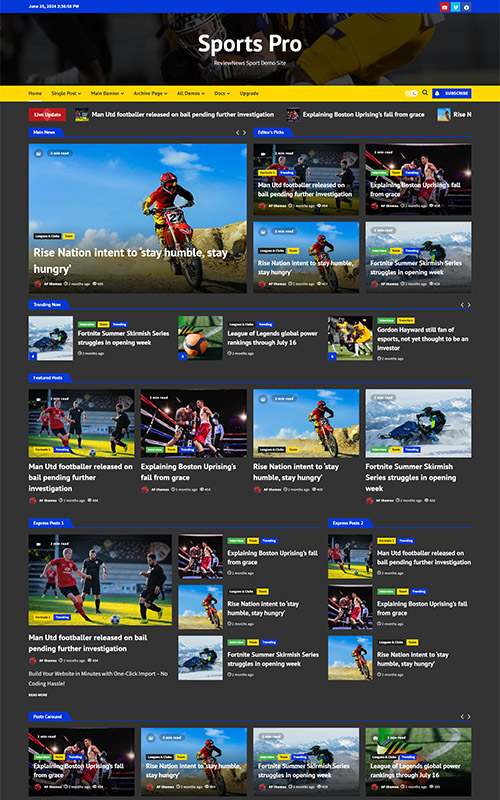 June 25, 2024 2:36:58 PM
Sports Pro
ReviewNews Sport Demo Site
Home Single Post Main Banner Archive Page All Demos Docs Upgrade SUBSCRIBE
Live Update Man Utd footballer released on bail pending further investigation Explaining Boston Uprising's fall from grace Rise N
Main News
2 min read
Leagues & Clubs Team
Rise Nation intent to 'stay humble, stay
hungry'
AF themes 2 months ago 405
Editor's Picks
2 min read
Formula 1 Trending
Man Utd footballer released on
bail pending further investigation
AF themes 2 months ago 434
2 min read
Interview Team Trending
Explaining Boston Uprising's fall
from grace
AF themes 2 months ago 414
2 min read
Leagues & Clubs Team
Rise Nation intent to 'stay
humble, stay hungry'
AF themes 2 months ago 405
2 min read
Interview Team Trending
Fortnite Summer Skirmish Series
struggles in opening week
AF themes 2 months ago 428
Trending Now
4
Interview Team Trending
Fortnite Summer Skirmish Series
struggles in opening week
2 months ago
5
Leagues & Clubs Trending
League of Legends global power
rankings through July 16
2 months ago
6
Interview Transfers
Gordon Hayward still fan of
esports, not yet thought to be an
investor
2 months ago
Featured Posts
2 min read
Formula 1 Trending
Man Utd footballer released on
bail pending further
investigation
AF themes 2 months ago 434
2 min read
Interview Team Trending
Explaining Boston Uprising's
fall from grace
AF themes 2 months ago 414
2 min read
Leagues & Clubs Team
Rise Nation intent to 'stay
humble, stay hungry'
AF themes 2 months ago 405
2 min read
Interview Team Trending
Fortnite Summer Skirmish
Series struggles in opening
week
AF themes 2 months ago 428
Express Posts 1
2 min read
Formula 1 Trending
Man Utd footballer released on bail
pending further investigation
AF themes 2 months ago 434
Build Your Website in Minutes with One-Click Import – No
Coding Hassle!
READ MORE
Interview Team Trending
Explaining Boston Uprising's fall
from grace
2 months ago
Leagues & Clubs Team
Rise Nation intent to 'stay
humble, stay hungry'
2 months ago
Interview Team Trending
Fortnite Summer Skirmish Series
struggles in opening week
2 months ago
Express Posts 2
Formula 1 Trending
Man Utd footballer released on
bail pending further investigation
2 months ago
Interview Team Trending
Explaining Boston Uprising's
fall from grace
2 months ago
Leagues & Clubs Team
Rise Nation intent to 'stay
humble, stay hungry'
2 months ago
Posts Carousel
2 min read
Interview Team Trending
Explaining Boston Uprising's fall
from grace
AF themes 2 months ago 414
2 min read
Leagues & Clubs Team
Rise Nation intent to 'stay
humble, stay hungry'
AF themes 2 months ago 405
2 min read
Interview Team Trending
Fortnite Summer Skirmish Series
struggles in opening week
AF themes 2 months ago 428
2 min read
Leagues & Clubs Trending
League of Legends global power
rankings through July 16
AF themes 2 months ago 395